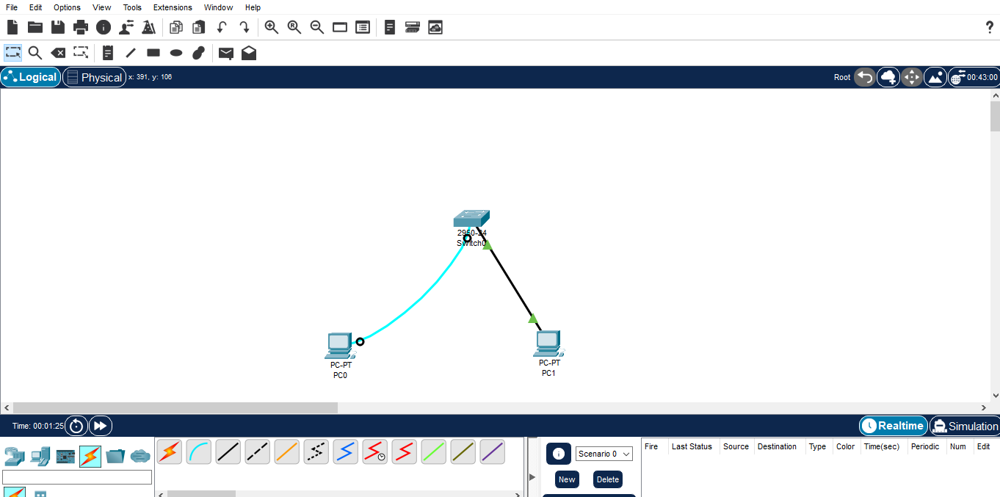 File Edit Options View Tools Extensions Window Help
?
Logical Physical x: 391, y: 106 Root 00:43:00
2950-24
Switch0
PC-PT
PC0
PC-PT
PC1
Time: 00:01:25 Realtime Simulation
Scenario 0
New Delete
Fire Last Status Source Destination Type Color Time(sec) Periodic Num Edit